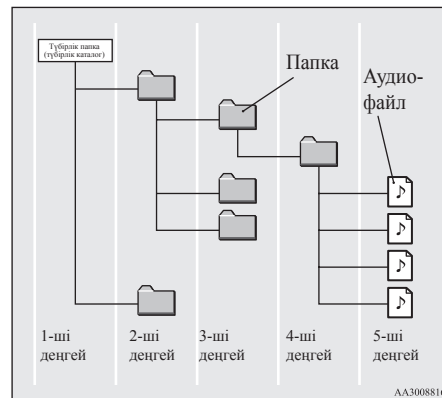 Түбірлік папка
(түбірлік каталог)
Папка
Аудио-
файл
1-ші
деңгей
2-ші
деңгей
3-ші
деңгей
4-ші
деңгей
5-ші
деңгей